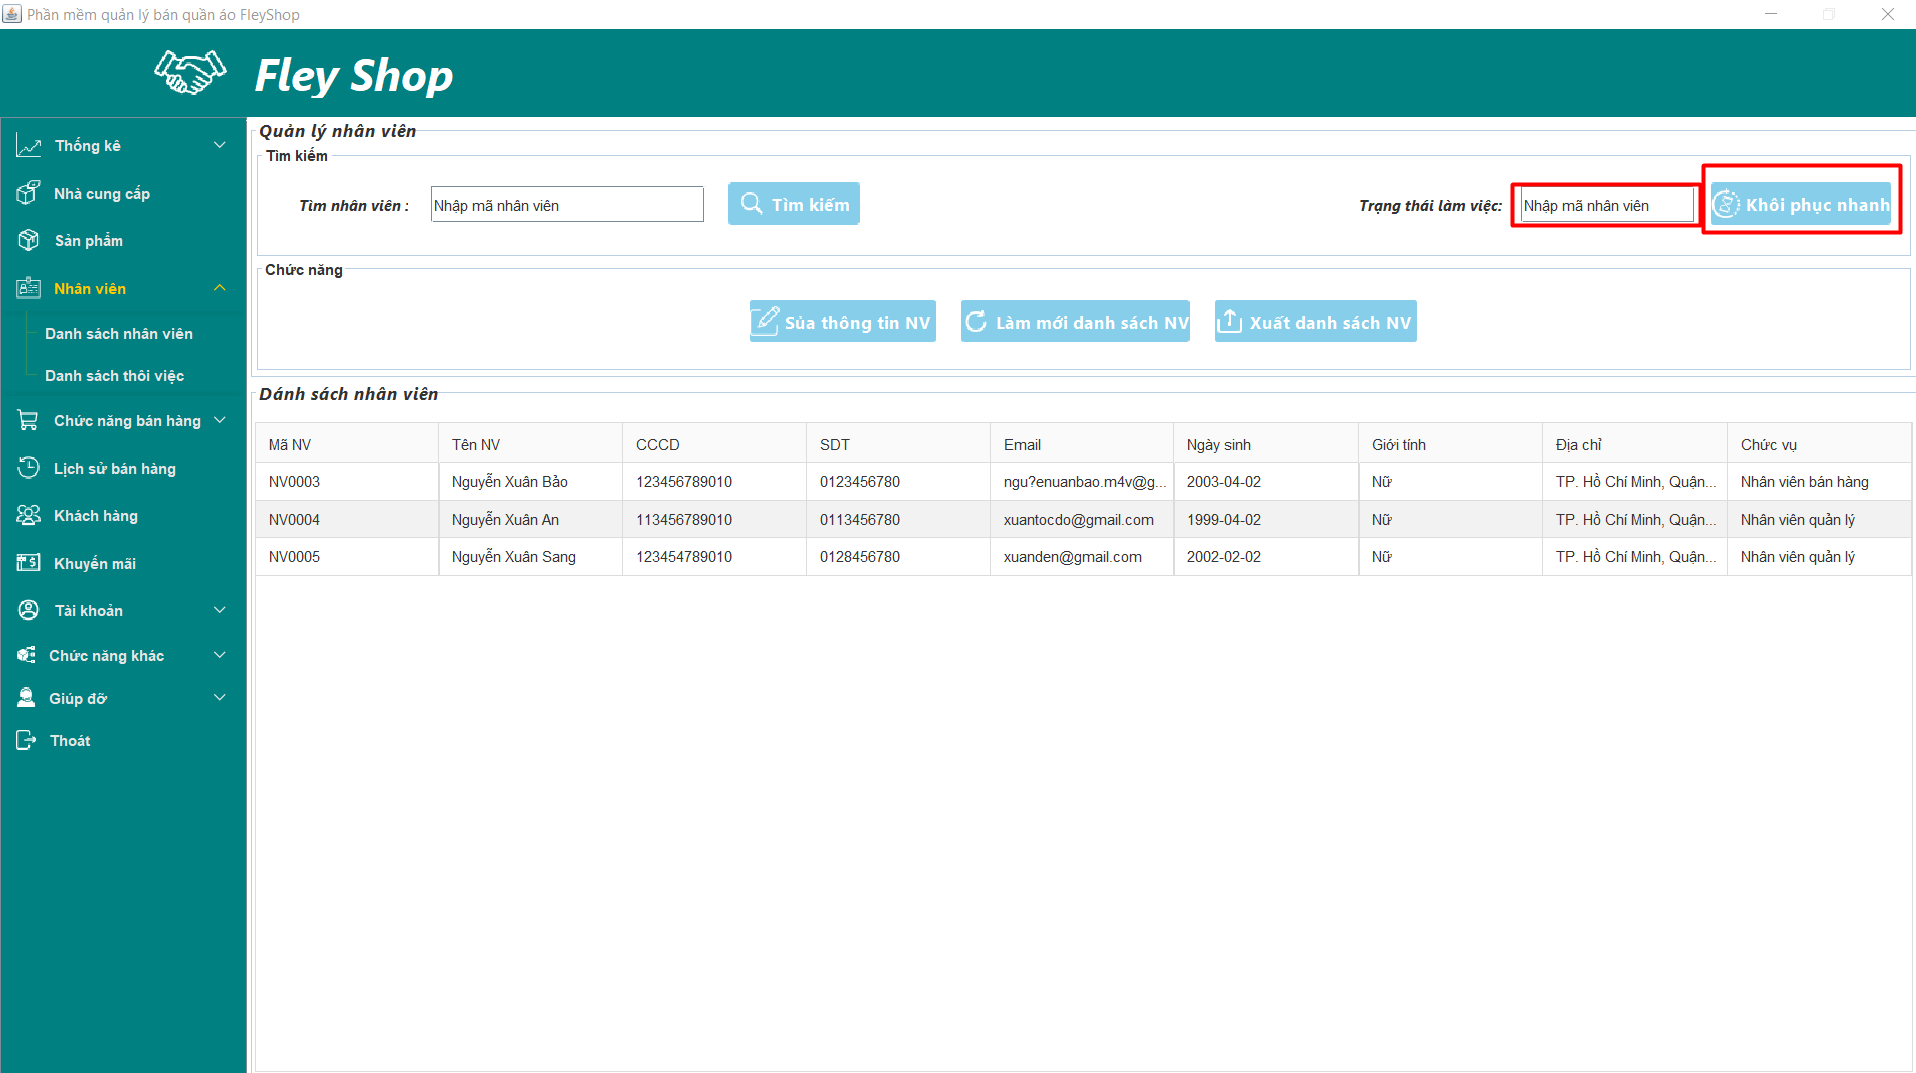 Phần mềm quản lý bán quần áo FleyShop
Fley Shop
Thống kê
Nhà cung cấp
Sản phẩm
Nhân viên
Danh sách nhân viên
Danh sách thôi việc
Chức năng bán hàng
Lịch sử bán hàng
Khách hàng
Khuyến mãi
Tài khoản
Chức năng khác
Giúp đỡ
Thoát
Quản lý nhân viên
Tìm kiếm
Tìm nhân viên : Nhập mã nhân viên Tìm kiếm Trạng thái làm việc: Nhập mã nhân viên Khôi phục nhanh
Chức năng
Sủa thông tin NV Làm mới danh sách NV Xuất danh sách NV
Dánh sách nhân viên
Mã NV Tên NV CCCD SDT Email Ngày sinh Giới tính Địa chỉ Chức vụ
NV0003 Nguyễn Xuân Bảo 123456789010 0123456780 ngu?enuanbao.m4v@g... 2003-04-02 Nữ TP. Hồ Chí Minh, Quận... Nhân viên bán hàng
NV0004 Nguyễn Xuân An 113456789010 0113456780 xuantocdo@gmail.com 1999-04-02 Nữ TP. Hồ Chí Minh, Quận... Nhân viên quản lý
NV0005 Nguyễn Xuân Sang 123454789010 0128456780 xuanden@gmail.com 2002-02-02 Nữ TP. Hồ Chí Minh, Quận... Nhân viên quản lý